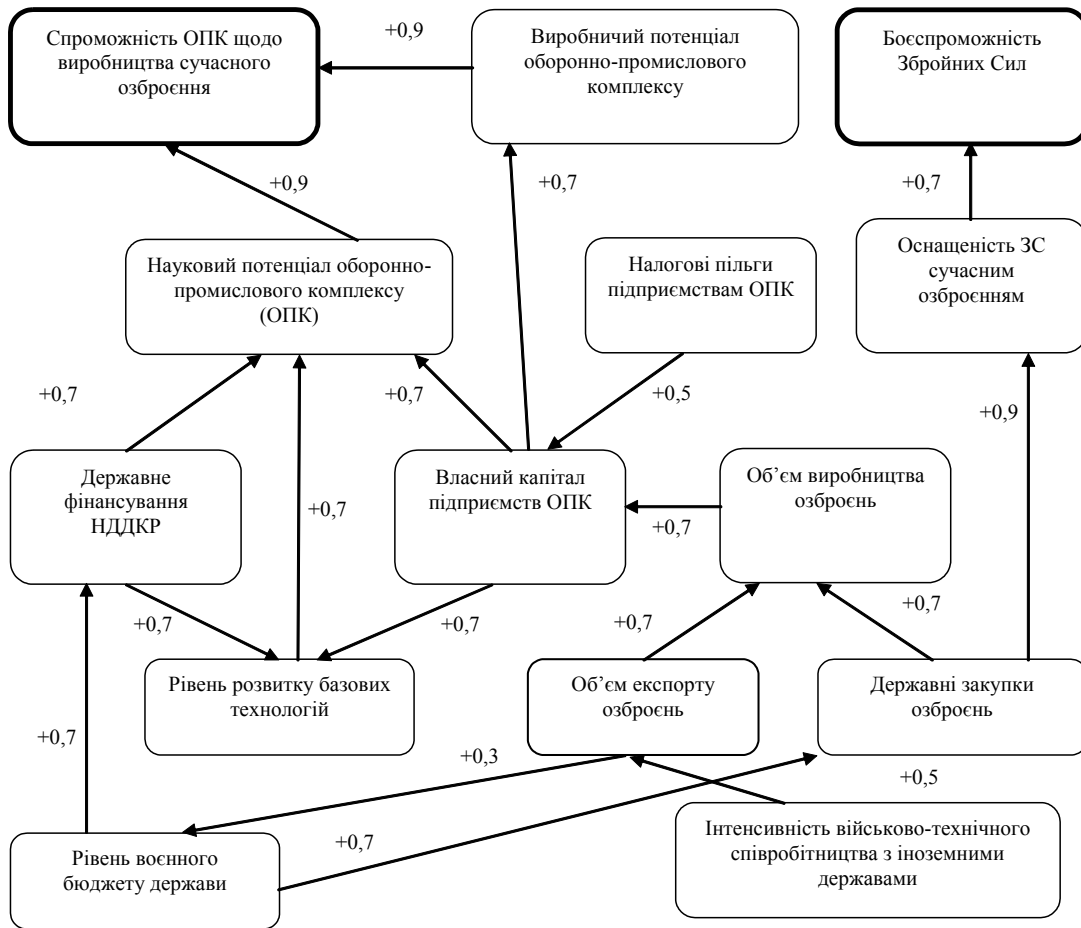 Спроможність ОПК щодо
виробництва сучасного
озброєння
+0,9
Виробничий потенціал
оборонно-промислового
комплексу
Боєспроможність
Збройних Сил
+0,9
+0,7
+0,7
Науковий потенціал оборонно-
промислового комплексу
(ОПК)
Налогові пільги
підприємствам ОПК
Оснащеність ЗС
сучасним
озброєнням
+0,7
+0,7
+0,5
+0,9
Державне
фінансування
НДДКР
+0,7
Власний капітал
підприємств ОПК
+0,7
Об’єм виробництва
озброєнь
+0,7
+0,7
+0,7
+0,7
Рівень розвитку базових
технологій
Об’єм експорту
озброєнь
Державні закупки
озброєнь
+0,7
+0,3
+0,5
Рівень воєнного
бюджету держави
+0,7
Інтенсивність військово-технічного
співробітництва з іноземними
державами